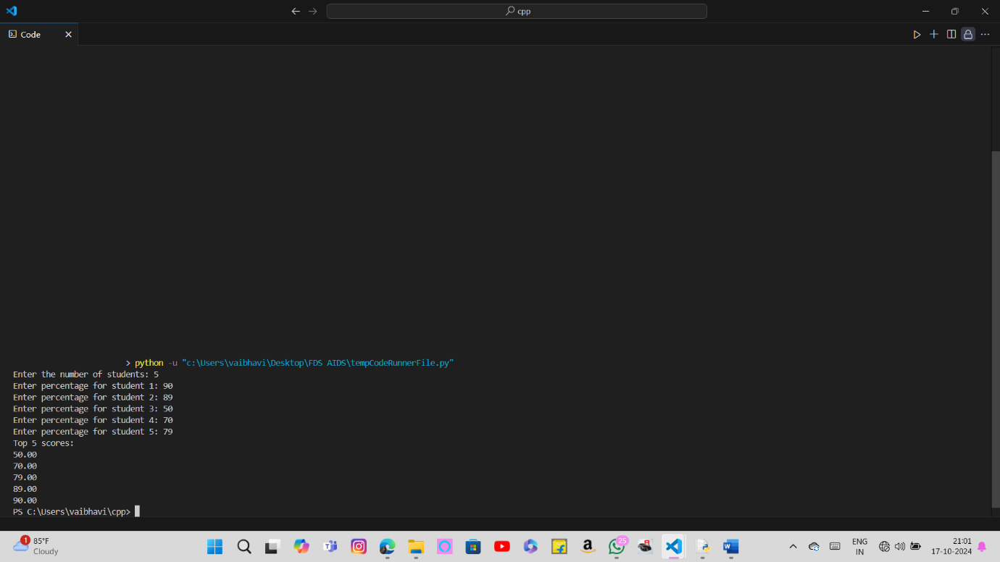 cpp
Code
> python -u "c:\Users\vaibhavi\Desktop\FDS AIDS\tempCodeRunnerFile.py"
Enter the number of students: 5
Enter percentage for student 1: 90
Enter percentage for student 2: 89
Enter percentage for student 3: 50
Enter percentage for student 4: 70
Enter percentage for student 5: 79
Top 5 scores:
50.00
70.00
79.00
89.00
90.00
PS C:\Users\vaibhavi\cpp>
1
85°F
Cloudy
25
ENG
IN
21:01
17-10-2024